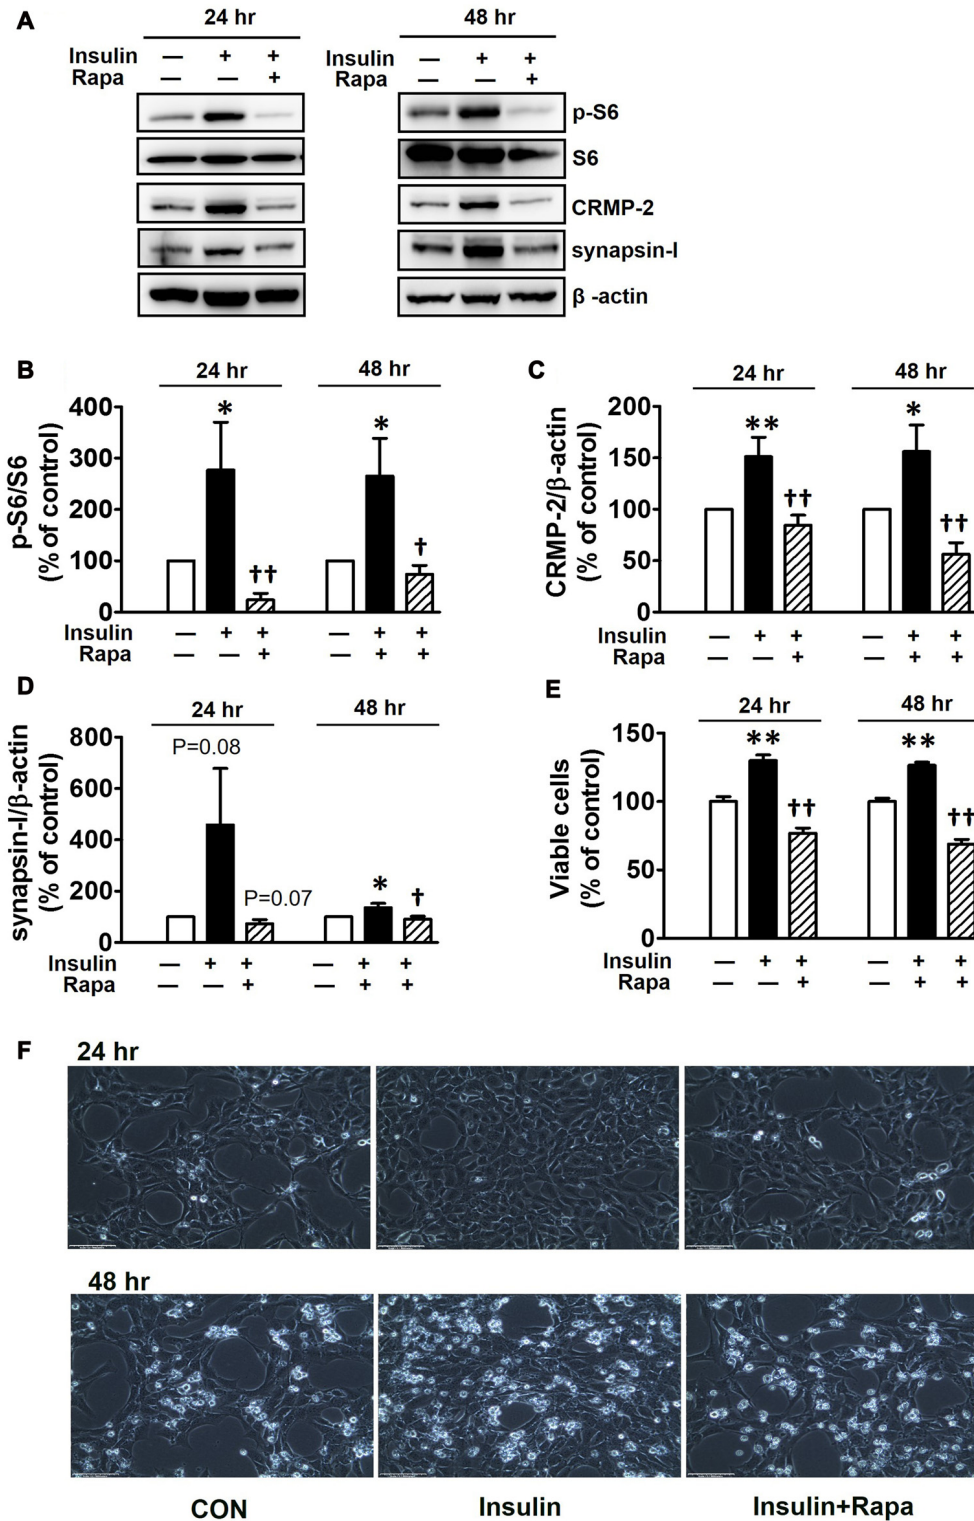 A
24 hr
48 hr
Insulin — + +
Rapa — — +
Insulin — + +
Rapa — — +
p-S6
S6
CRMP-2
synapsin-I
β -actin
B
24 hr
48 hr
p-S6/S6
(% of control)
400
300
200
100
0
*
††
*
†
Insulin — + + — + +
Rapa — — + — + +
C
24 hr
48 hr
CRMP-2/β-actin
(% of control)
200
150
100
50
0
**
††
*
††
Insulin — + + — + +
Rapa — — + — + +
D
24 hr
48 hr
synapsin-I/β-actin
(% of control)
800
600
400
200
0
P=0.08
P=0.07
*
†
Insulin — + + — + +
Rapa — — + — + +
E
24 hr
48 hr
Viable cells
(% of control)
150
100
50
0
**
††
**
††
Insulin — + + — + +
Rapa — — + — + +
F
24 hr
48 hr
CON
Insulin
Insulin+Rapa